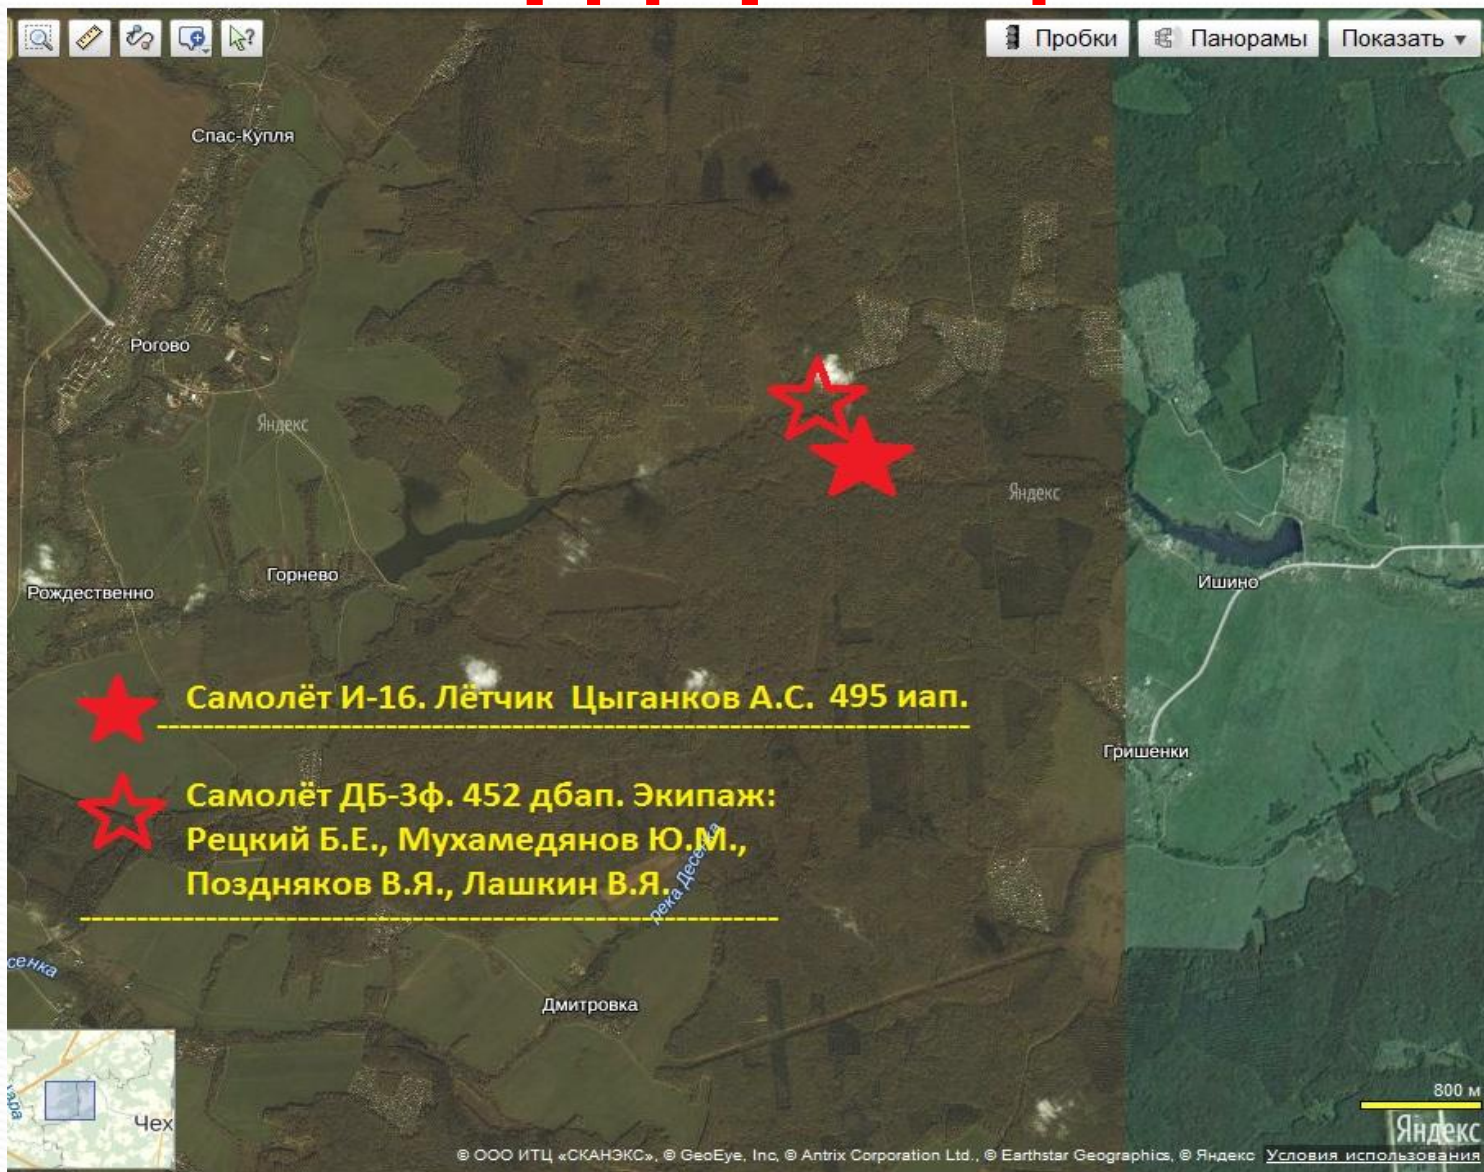 Пробки
Панорамы
Показать
Спас-Купля
Рогово
Яндекс
Яндекс
Горнево
Рождественно
Ишино
Гришенки
Самолёт И-16. Лётчик Цыганков А.С. 495 иап.
Самолёт ДБ-3ф. 452 дбап. Экипаж:
Рецкий Б.Е., Мухамедянов Ю.М.,
Поздняков В.Я., Лашкин В.Я.
река Десенка
сенка
Дмитровка
Чех
800 м
Яндекс
© ООО ИТЦ «СКАНЭКС», © GeoEye, Inc, © Antrix Corporation Ltd., © Earthstar Geographics, © Яндекс Условия использования